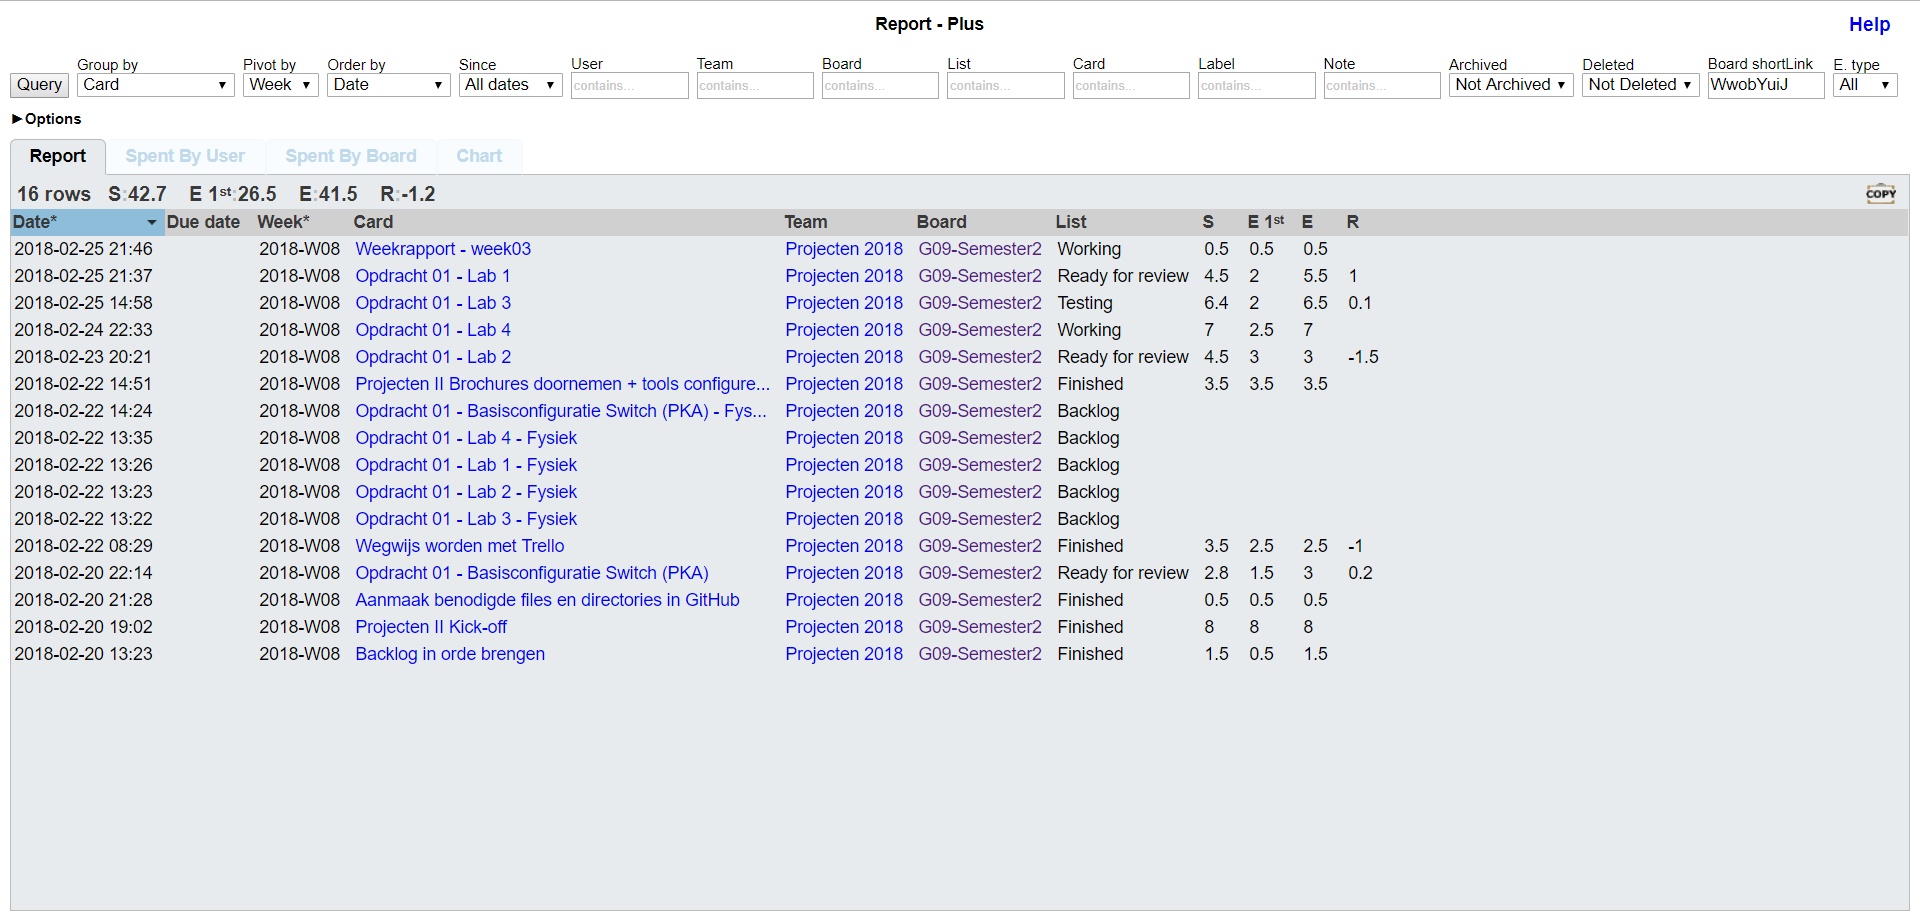 Report - Plus
Help
Group by Pivot by Order by Since User Team Board List Card Label Note Archived Deleted Board shortLink E. type
Query Card Week Date All dates contains... contains... contains... contains... contains... contains... contains... Not Archived Not Deleted WwobYuiJ All
Options
Report Spent By User Spent By Board Chart
16 rows S:42.7 E 1st:26.5 E:41.5 R:-1.2 COPY
Date* Due date Week* Card Team Board List S E 1st E R
2018-02-25 21:46 2018-W08 Weekrapport - week03 Projecten 2018 G09-Semester2 Working 0.5 0.5 0.5
2018-02-25 21:37 2018-W08 Opdracht 01 - Lab 1 Projecten 2018 G09-Semester2 Ready for review 4.5 2 5.5 1
2018-02-25 14:58 2018-W08 Opdracht 01 - Lab 3 Projecten 2018 G09-Semester2 Testing 6.4 2 6.5 0.1
2018-02-24 22:33 2018-W08 Opdracht 01 - Lab 4 Projecten 2018 G09-Semester2 Working 7 2.5 7
2018-02-23 20:21 2018-W08 Opdracht 01 - Lab 2 Projecten 2018 G09-Semester2 Ready for review 4.5 3 3 -1.5
2018-02-22 14:51 2018-W08 Projecten II Brochures doornemen + tools configure... Projecten 2018 G09-Semester2 Finished 3.5 3.5 3.5
2018-02-22 14:24 2018-W08 Opdracht 01 - Basisconfiguratie Switch (PKA) - Fys... Projecten 2018 G09-Semester2 Backlog
2018-02-22 13:35 2018-W08 Opdracht 01 - Lab 4 - Fysiek Projecten 2018 G09-Semester2 Backlog
2018-02-22 13:26 2018-W08 Opdracht 01 - Lab 1 - Fysiek Projecten 2018 G09-Semester2 Backlog
2018-02-22 13:23 2018-W08 Opdracht 01 - Lab 2 - Fysiek Projecten 2018 G09-Semester2 Backlog
2018-02-22 13:22 2018-W08 Opdracht 01 - Lab 3 - Fysiek Projecten 2018 G09-Semester2 Backlog
2018-02-22 08:29 2018-W08 Wegwijs worden met Trello Projecten 2018 G09-Semester2 Finished 3.5 2.5 2.5 -1
2018-02-20 22:14 2018-W08 Opdracht 01 - Basisconfiguratie Switch (PKA) Projecten 2018 G09-Semester2 Ready for review 2.8 1.5 3 0.2
2018-02-20 21:28 2018-W08 Aanmaak benodigde files en directories in GitHub Projecten 2018 G09-Semester2 Finished 0.5 0.5 0.5
2018-02-20 19:02 2018-W08 Projecten II Kick-off Projecten 2018 G09-Semester2 Finished 8 8 8
2018-02-20 13:23 2018-W08 Backlog in orde brengen Projecten 2018 G09-Semester2 Finished 1.5 0.5 1.5